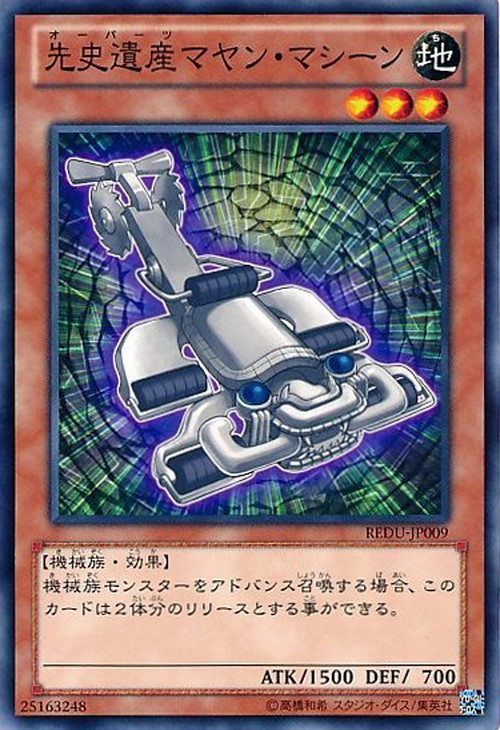 オーパーツ
先史遺産マヤン・マシーン
ち
地
REDU-JP009
【機械族・効果】
機械族モンスターをアドバンス召喚する場合、この
カードは２体分のリリースとする事ができる。
ATK/1500 DEF/ 700
25163248
©高橋和希 スタジオ・ダイス/集英社